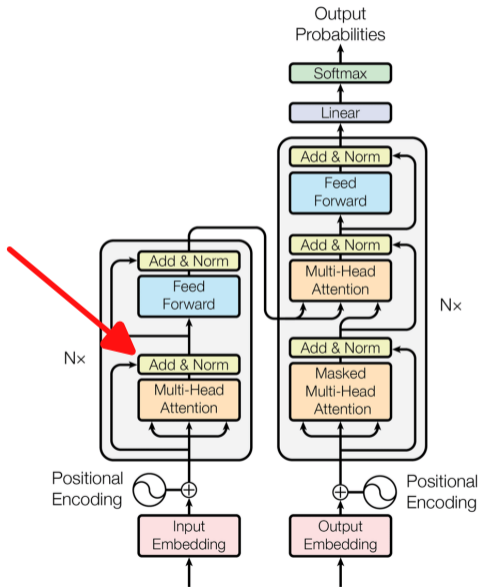 Output
Probabilities
Softmax
Linear
Add & Norm
Feed
Forward
Add & Norm
Multi-Head
Attention
Add & Norm
Masked
Multi-Head
Attention
Nx
Add & Norm
Feed
Forward
Add & Norm
Multi-Head
Attention
Nx
Positional
Encoding
Positional
Encoding
Input
Embedding
Output
Embedding